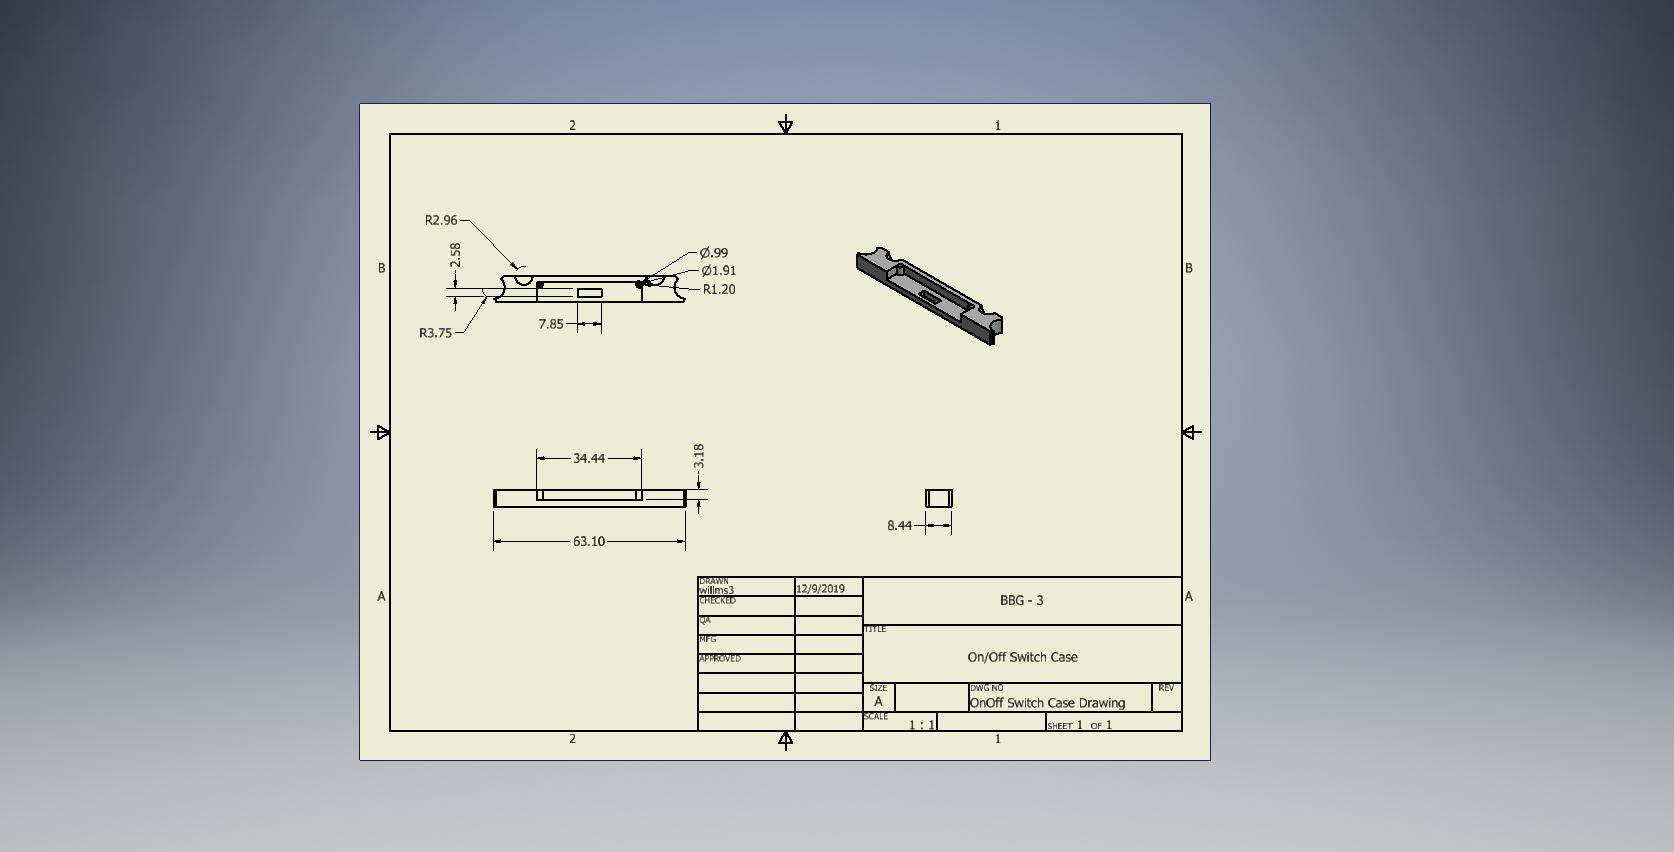 2
1
B
B
R2.96
2.58
Ø.99
Ø1.91
R1.20
R3.75
7.85
34.44
3.18
63.10
8.44
A
A
DRAWN
willms3
12/9/2019
CHECKED
QA
MFG
APPROVED
BBG - 3
TITLE
On/Off Switch Case
SIZE
A
DWG NO
OnOff Switch Case Drawing
REV
SCALE
1 : 1
SHEET 1 OF 1
2
1